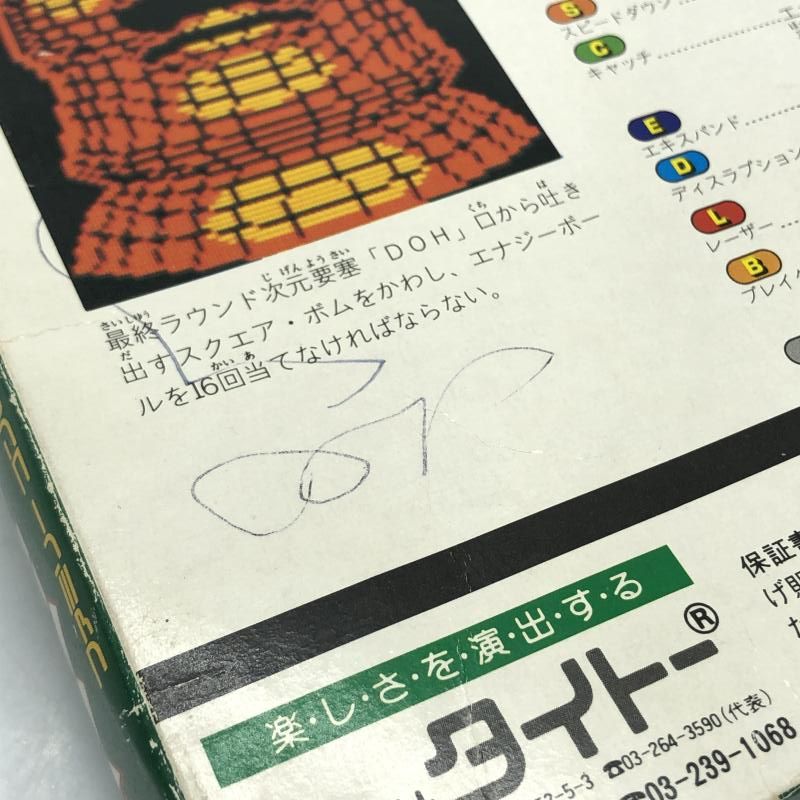 S
スピードダウン
C
キャッチ
E
エキスパンド
D
ディスラプション
L
レーザー
B
最終ラウンド次元要塞「DOH」口から吐き
出すスクエア・ボムをかわし、エナジーボー
ルを16回当てなければならない。
楽・し・さ・を・演・出・す・る
タイトー®
5-3 ☎03-264-3590(代表)
☎03-239-1068
保証書